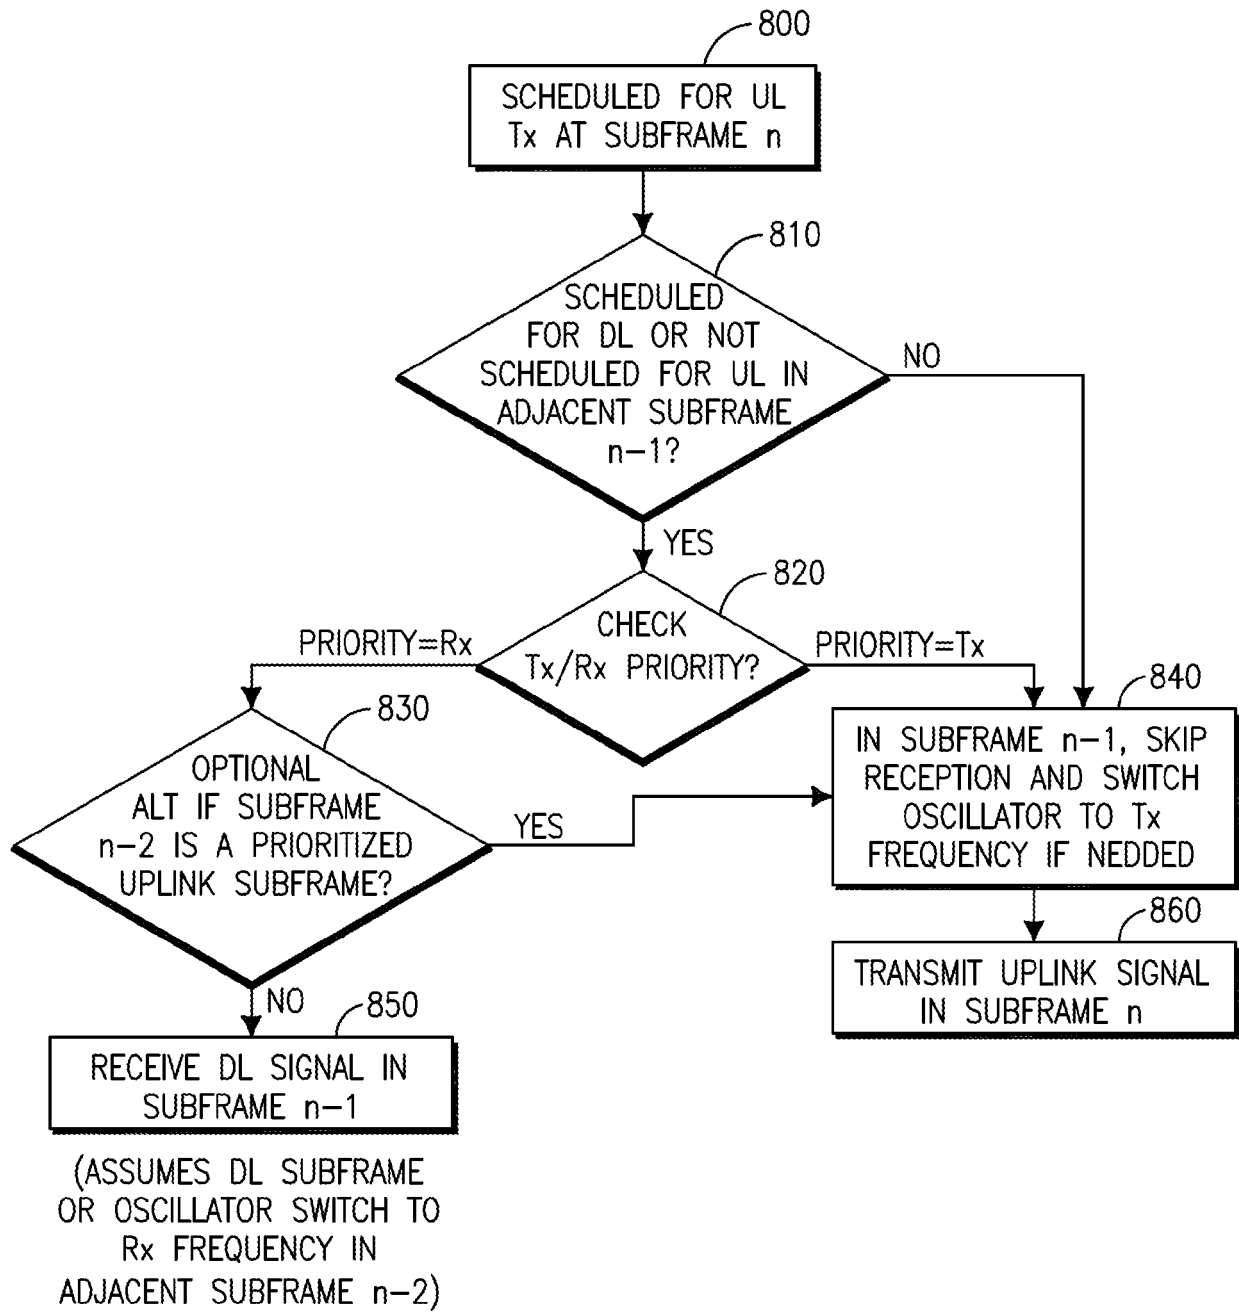 800
SCHEDULED FOR UL
Tx AT SUBFRAME n
810
SCHEDULED
FOR DL OR NOT
SCHEDULED FOR UL IN
ADJACENT SUBFRAME
n-1?
NO
YES
820
CHECK
Tx/Rx PRIORITY?
PRIORITY=Rx
PRIORITY=Tx
830
OPTIONAL
ALT IF SUBFRAME
n-2 IS A PRIORITIZED
UPLINK SUBFRAME?
YES
NO
840
IN SUBFRAME n-1, SKIP
RECEPTION AND SWITCH
OSCILLATOR TO Tx
FREQUENCY IF NEDDED
860
TRANSMIT UPLINK SIGNAL
IN SUBFRAME n
850
RECEIVE DL SIGNAL IN
SUBFRAME n-1
(ASSUMES DL SUBFRAME
OR OSCILLATOR SWITCH TO
Rx FREQUENCY IN
ADJACENT SUBFRAME n-2)